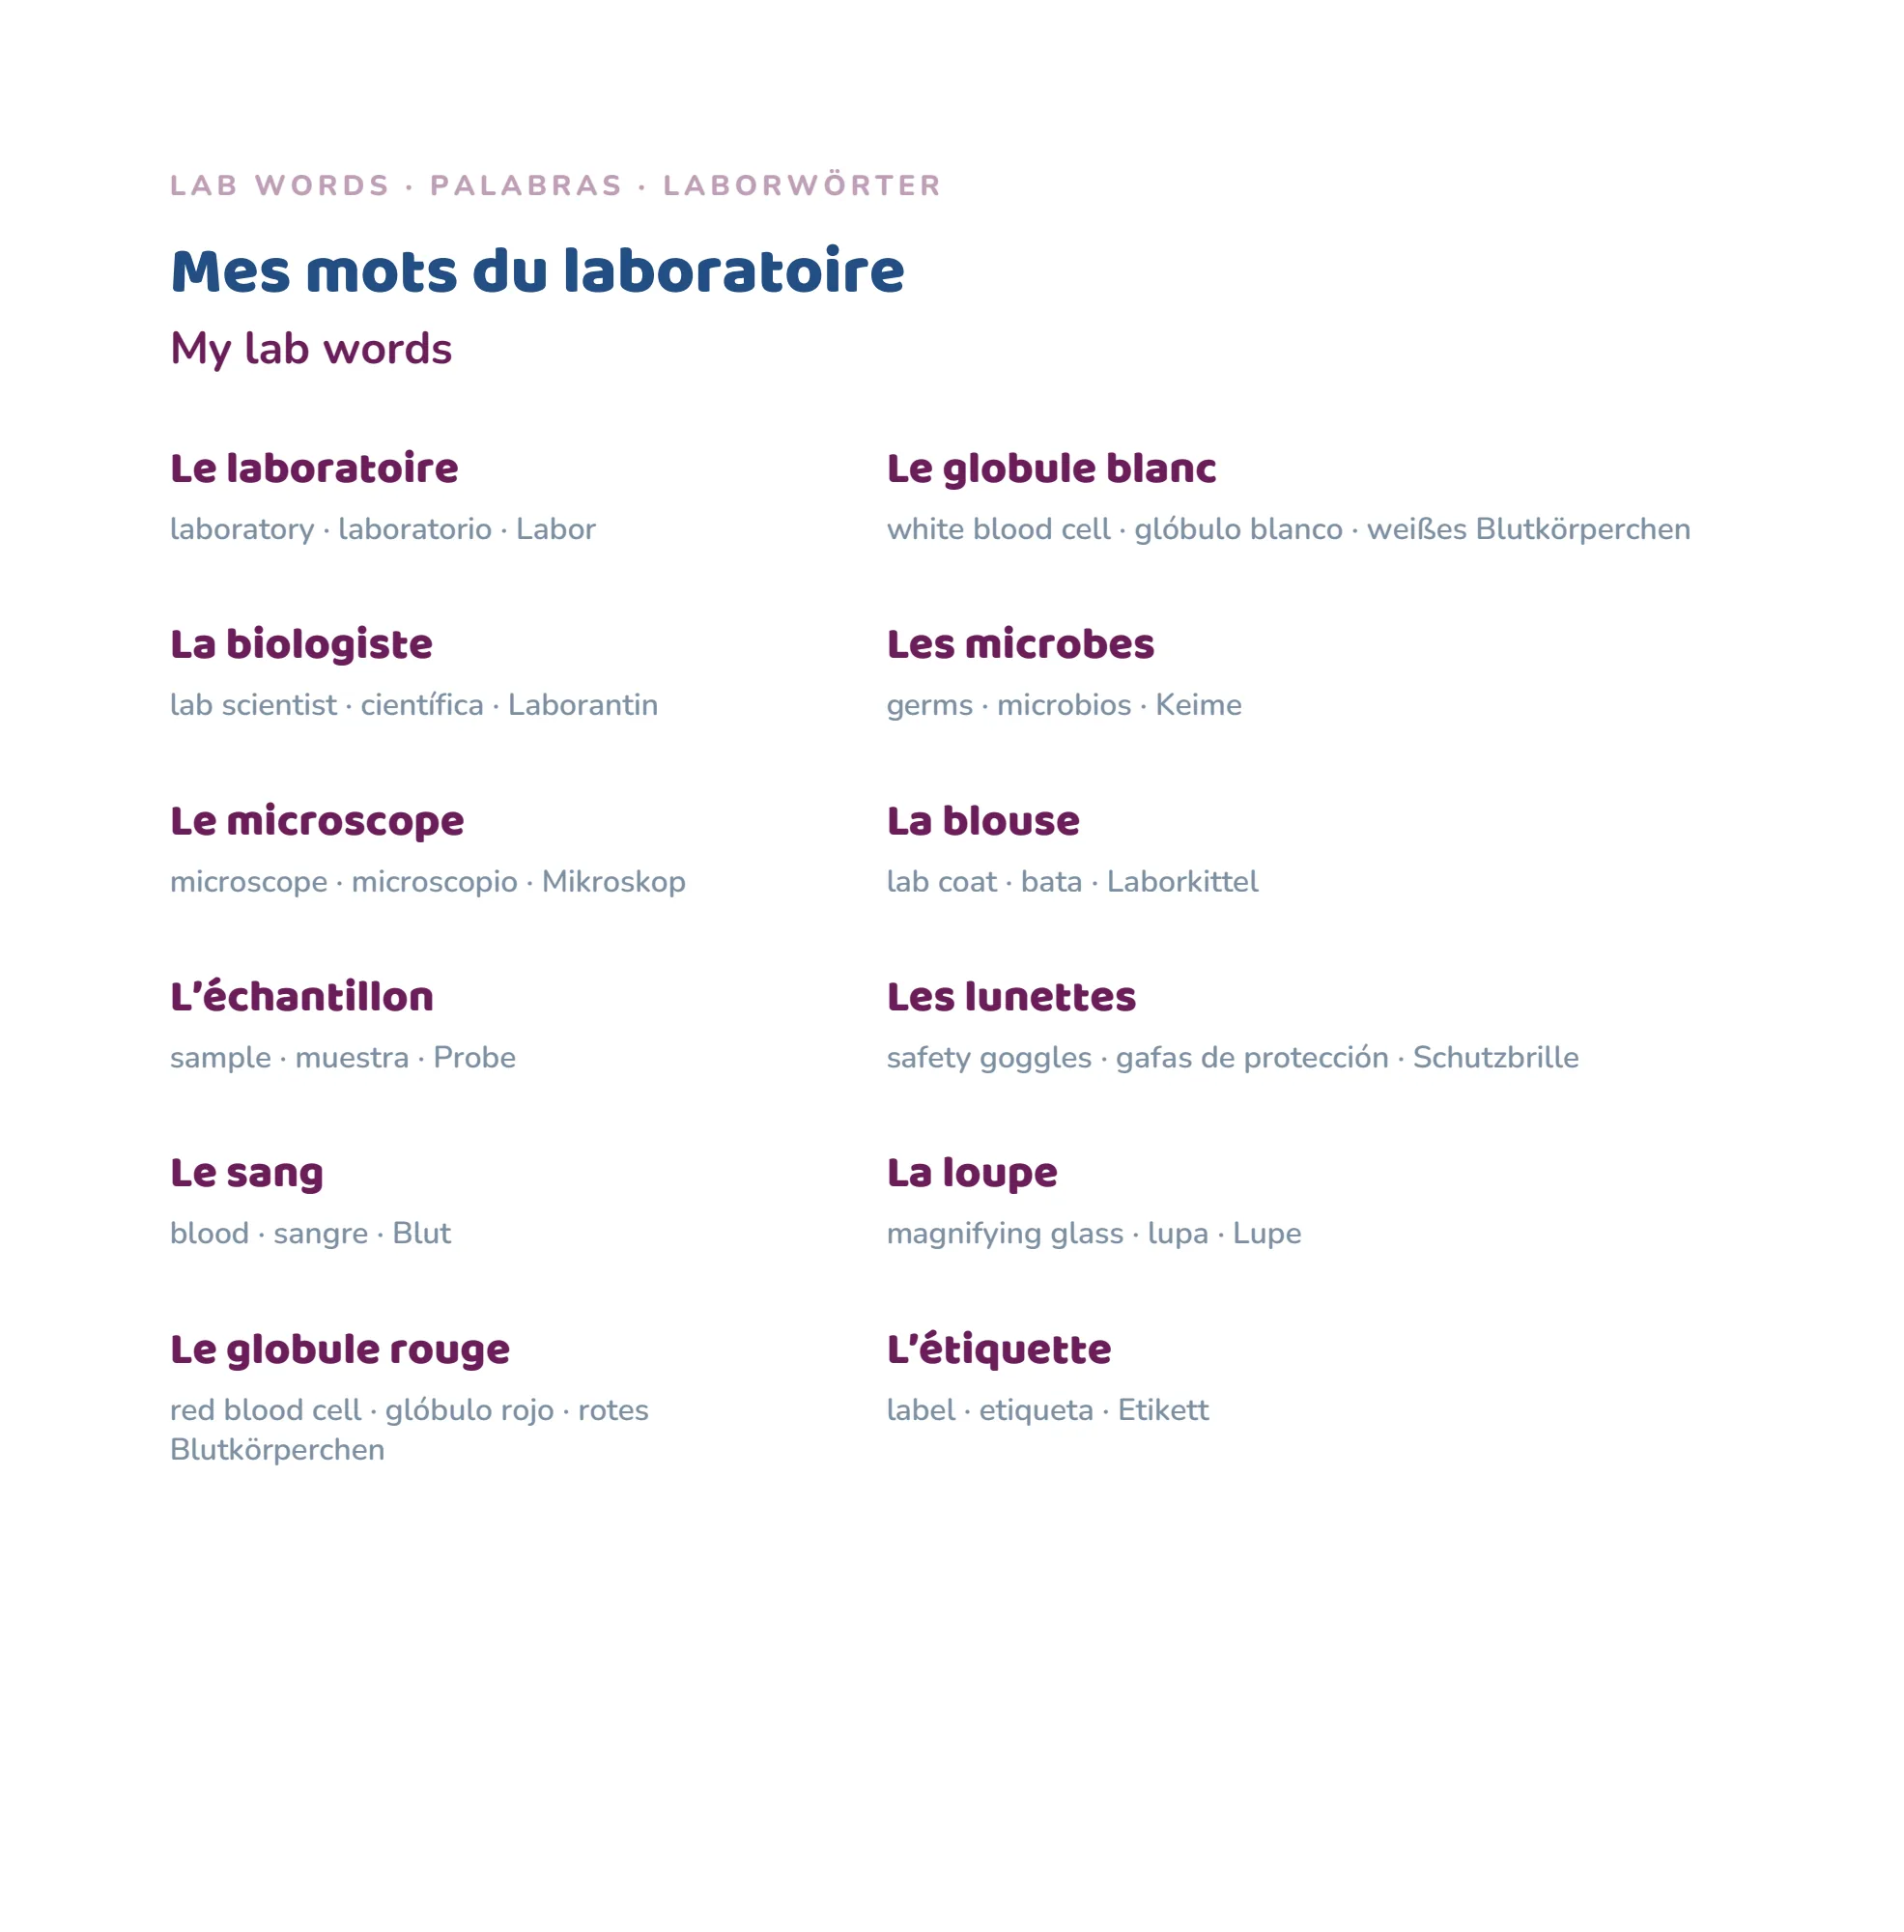 LAB WORDS · PALABRAS · LABORWÖRTER
Mes mots du laboratoire
My lab words
Le laboratoire
laboratory · laboratorio · Labor
La biologiste
lab scientist · científica · Laborantin
Le microscope
microscope · microscopio · Mikroskop
L’échantillon
sample · muestra · Probe
Le sang
blood · sangre · Blut
Le globule rouge
red blood cell · glóbulo rojo · rotes
Blutkörperchen
Le globule blanc
white blood cell · glóbulo blanco · weißes Blutkörperchen
Les microbes
germs · microbios · Keime
La blouse
lab coat · bata · Laborkittel
Les lunettes
safety goggles · gafas de protección · Schutzbrille
La loupe
magnifying glass · lupa · Lupe
L’étiquette
label · etiqueta · Etikett